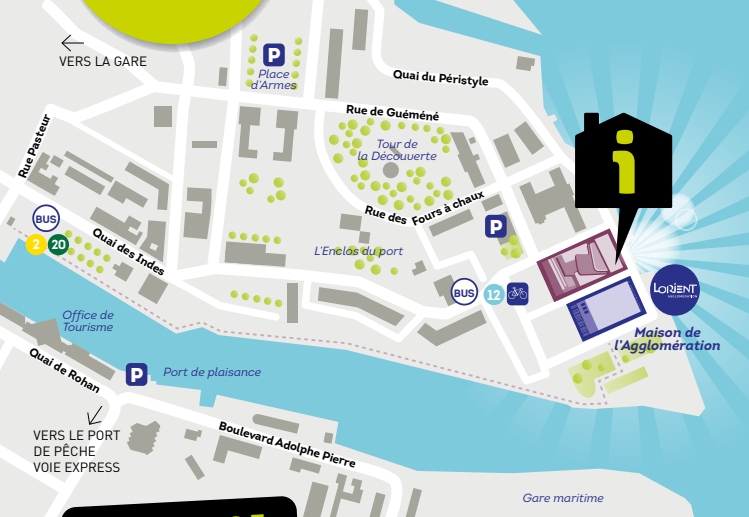 VERS LA GARE
P
Place
d'Armes
Quai du Péristyle
Rue de Guéméné
Tour de
la Découverte
i
Rue Pasteur
Rue des Fours à chaux
BUS
2 20
Quai des Indes
P
L'Enclos du port
BUS
12
LORIENT
AGGLOMÉRATION
Maison de
l'Agglomération
Office de
Tourisme
Quai de Rohan
P
Port de plaisance
VERS LE PORT
DE PÊCHE
VOIE EXPRESS
Boulevard Adolphe Pierre
Gare maritime